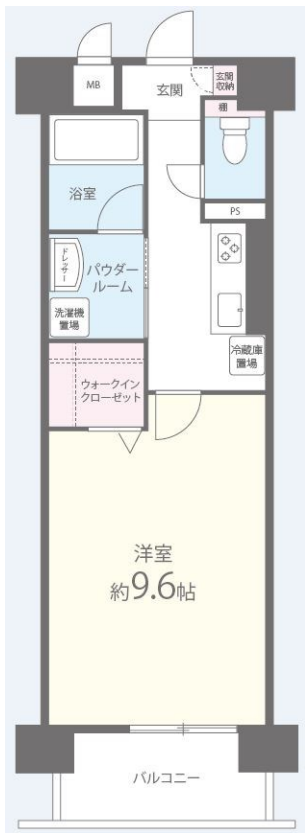 MB
玄関
玄関
収納
棚
浴室
PS
ドレッサー
パウダー
ルーム
洗濯機
置場
冷蔵庫
置場
ウォークイン
クローゼット
洋室
約9.6帖
バルコニー